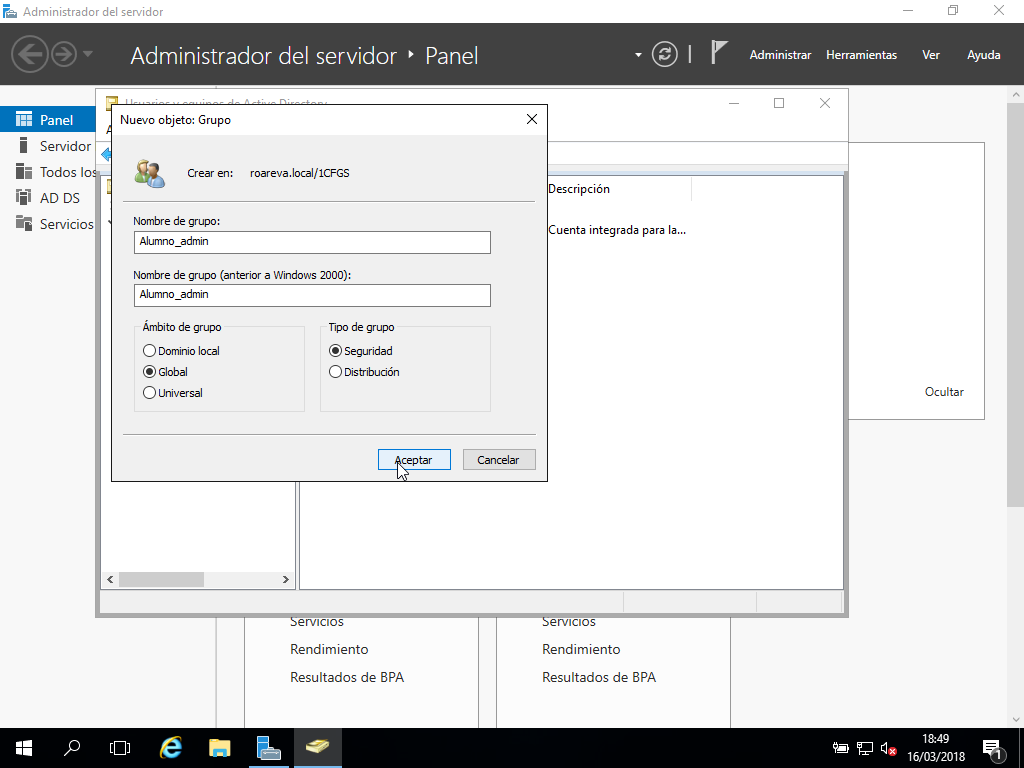 Administrador del servidor
Administrador del servidor Panel
Administrar Herramientas Ver Ayuda
Usuarios y equipos de Active Directory
Panel
Servidor
Todos los
AD DS
Servicios
Nuevo objeto: Grupo
Crear en: roareva.local/1CFGS
Nombre de grupo:
Alumno_admin
Nombre de grupo (anterior a Windows 2000):
Alumno_admin
Ámbito de grupo
Dominio local
Global
Universal
Tipo de grupo
Seguridad
Distribución
Aceptar Cancelar
Descripción
Cuenta integrada para la...
Ocultar
Servicios
Rendimiento
Resultados de BPA
Servicios
Rendimiento
Resultados de BPA
18:49
16/03/2018
1